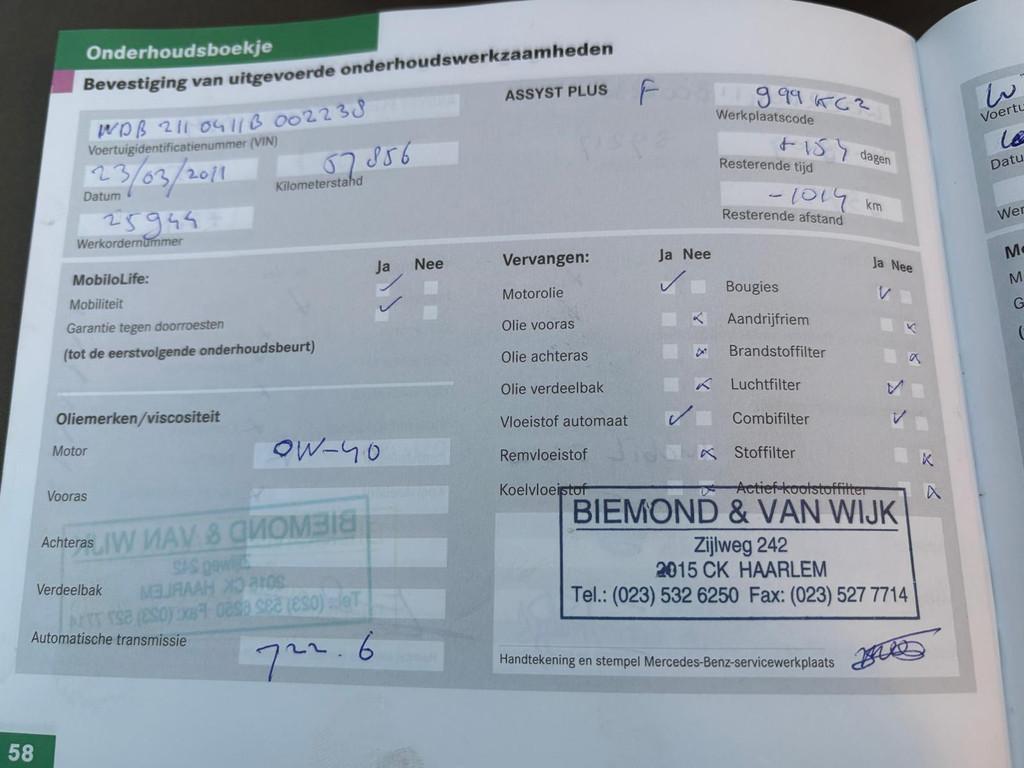 Onderhoudsboekje
Bevestiging van uitgevoerde onderhoudswerkzaamheden
WDB 211 0411B 002238
Voertuigidentificatienummer (VIN)
23/03/2011
Datum
57856
Kilometerstand
25944
Werkordernummer
ASSYST PLUS F
Werkplaatscode
+154 dagen
Resterende tijd
-1014 km
Resterende afstand
MobiloLife: Ja Nee
Mobiliteit ✓
Garantie tegen doorroesten ✓
(tot de eerstvolgende onderhoudsbeurt)
Oliemerken/viscositeit
Motor 0W-40
Vooras
Achteras
Verdeelbak
Automatische transmissie 722.6
Vervangen: Ja Nee
Motorolie ✓
Olie vooras x
Olie achteras x
Olie verdeelbak x
Vloeistof automaat ✓
Remvloeistof x
Koelvloeistof x
Ja Nee
Bougies ✓
Aandrijfriem x
Brandstoffilter x
Luchtfilter ✓
Combifilter ✓
Stoffilter x
Actief-koolstoffilter x
BIEMOND & VAN WIJK
Zijlweg 242
2015 CK HAARLEM
Tel.: (023) 532 6250 Fax: (023) 527 7714
Handtekening en stempel Mercedes-Benz-servicewerkplaats
58